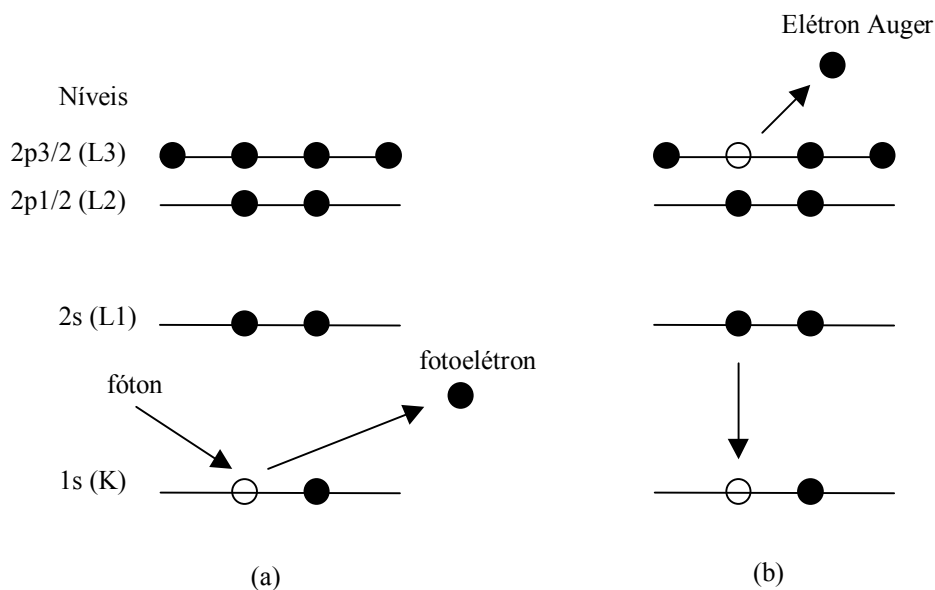 Elétron Auger
Níveis
2p3/2 (L3)
2p1/2 (L2)
2s (L1)
fotoelétron
fóton
1s (K)
(a)
(b)